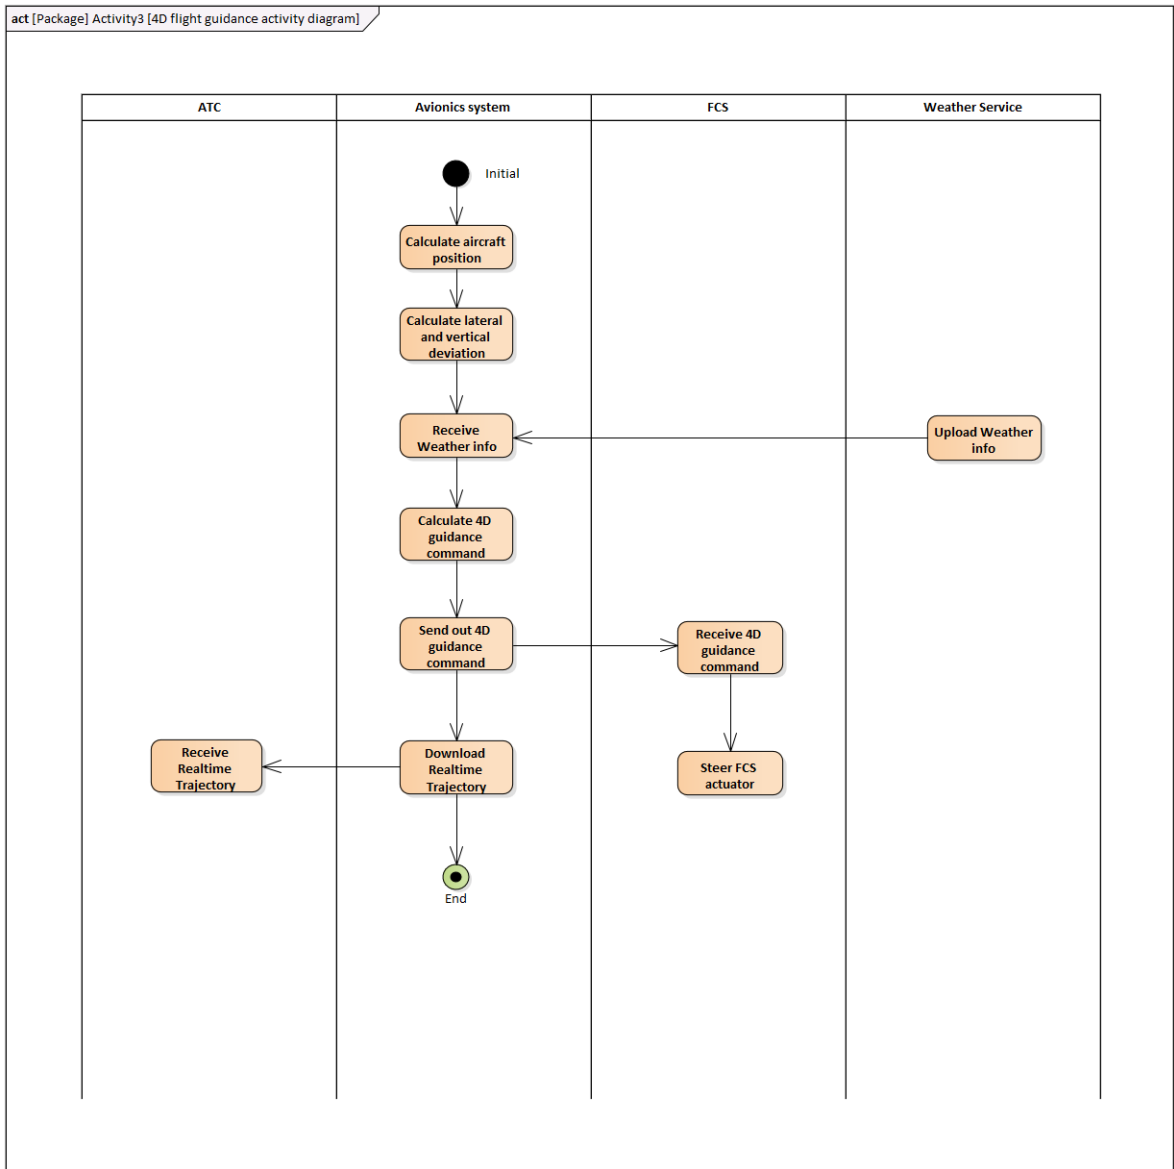 act [Package] Activity3 [4D flight guidance activity diagram]
ATC
Avionics system
FCS
Weather Service
Initial
Calculate aircraft
position
Calculate lateral
and vertical
deviation
Receive
Weather info
Upload Weather
info
Calculate 4D
guidance
command
Send out 4D
guidance
command
Receive 4D
guidance
command
Receive
Realtime
Trajectory
Download
Realtime
Trajectory
Steer FCS
actuator
End